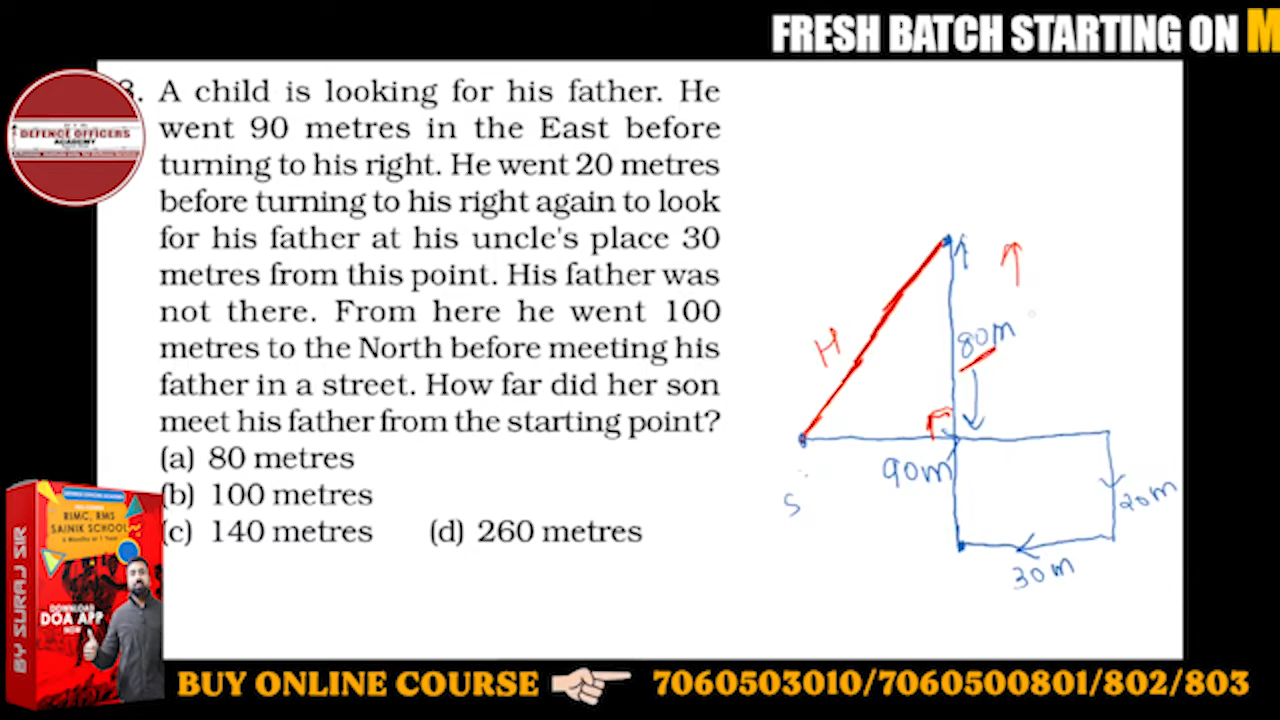 FRESH BATCH STARTING ON M
3. A child is looking for his father. He
went 90 metres in the East before
turning to his right. He went 20 metres
before turning to his right again to look
for his father at his uncle's place 30
metres from this point. His father was
not there. From here he went 100
metres to the North before meeting his
father in a street. How far did her son
meet his father from the starting point?
(a) 80 metres
(b) 100 metres
(c) 140 metres (d) 260 metres
DEFENCE OFFICERS
ACADEMY
H
80m
90m
20m
30m
S
RIMC, RMS
SAINIK SCHOOL
6 Months or 1 Year
BY SURAJ SIR
DOWNLOAD
DOA APP
NOW
BUY ONLINE COURSE 7060503010/7060500801/802/803